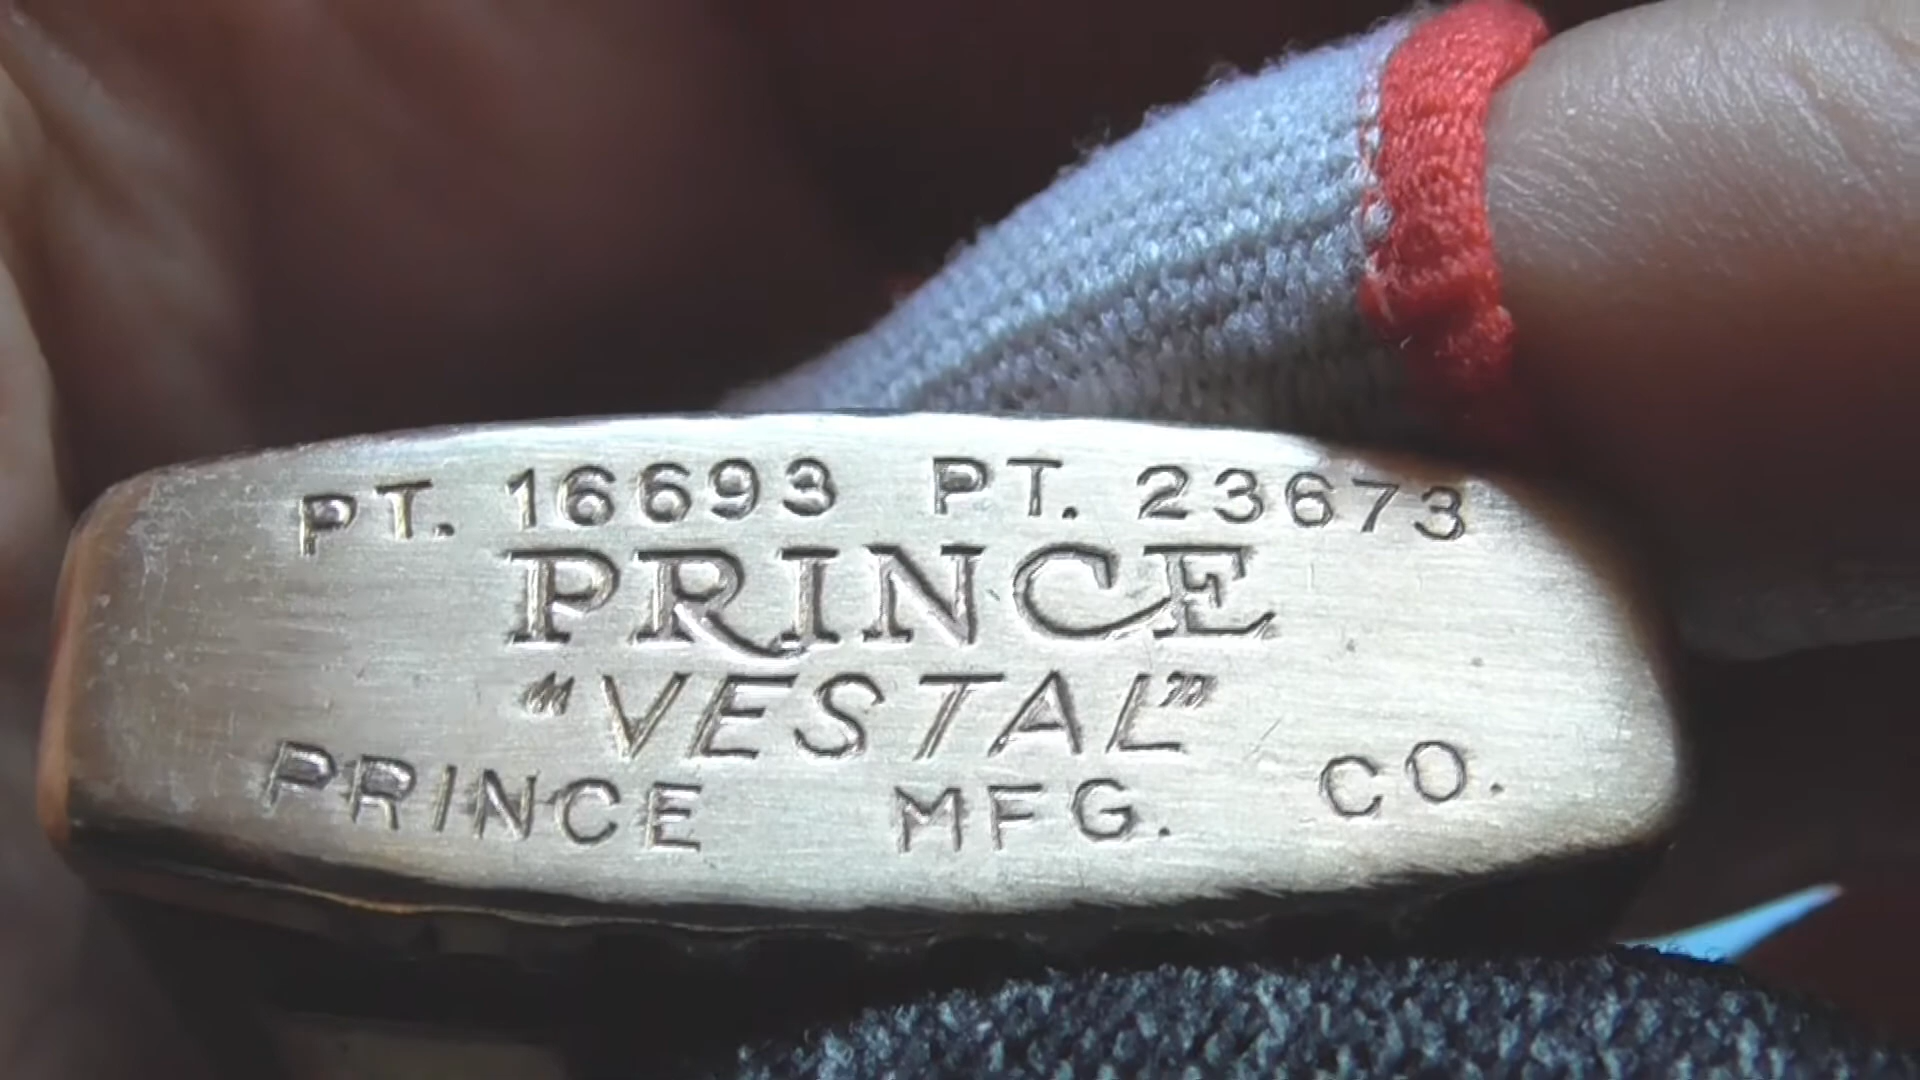 PT. 16693 PT. 23673
PRINCE
“VESTAL”
PRINCE MFG. CO.